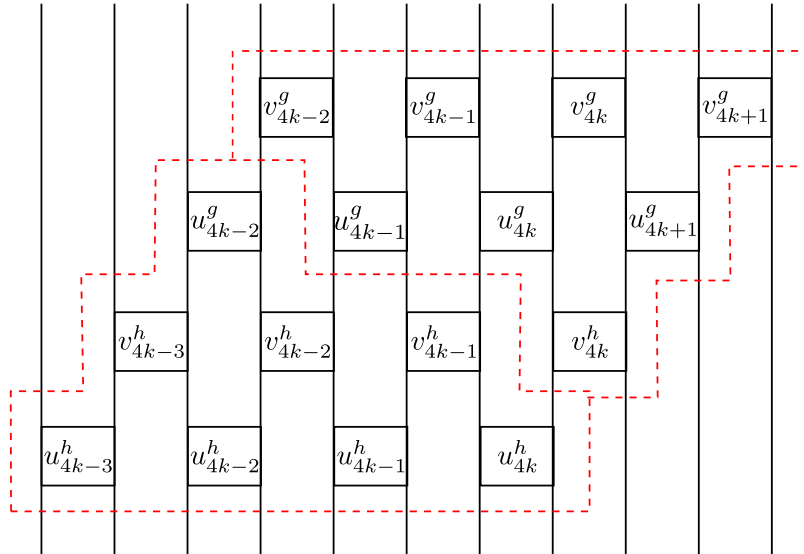 v^g_{4k−2} v^g_{4k−1} v^g_{4k} v^g_{4k+1}
u^g_{4k−2} u^g_{4k−1} u^g_{4k} u^g_{4k+1}
v^h_{4k−3} v^h_{4k−2} v^h_{4k−1} v^h_{4k}
u^h_{4k−3} u^h_{4k−2} u^h_{4k−1} u^h_{4k}